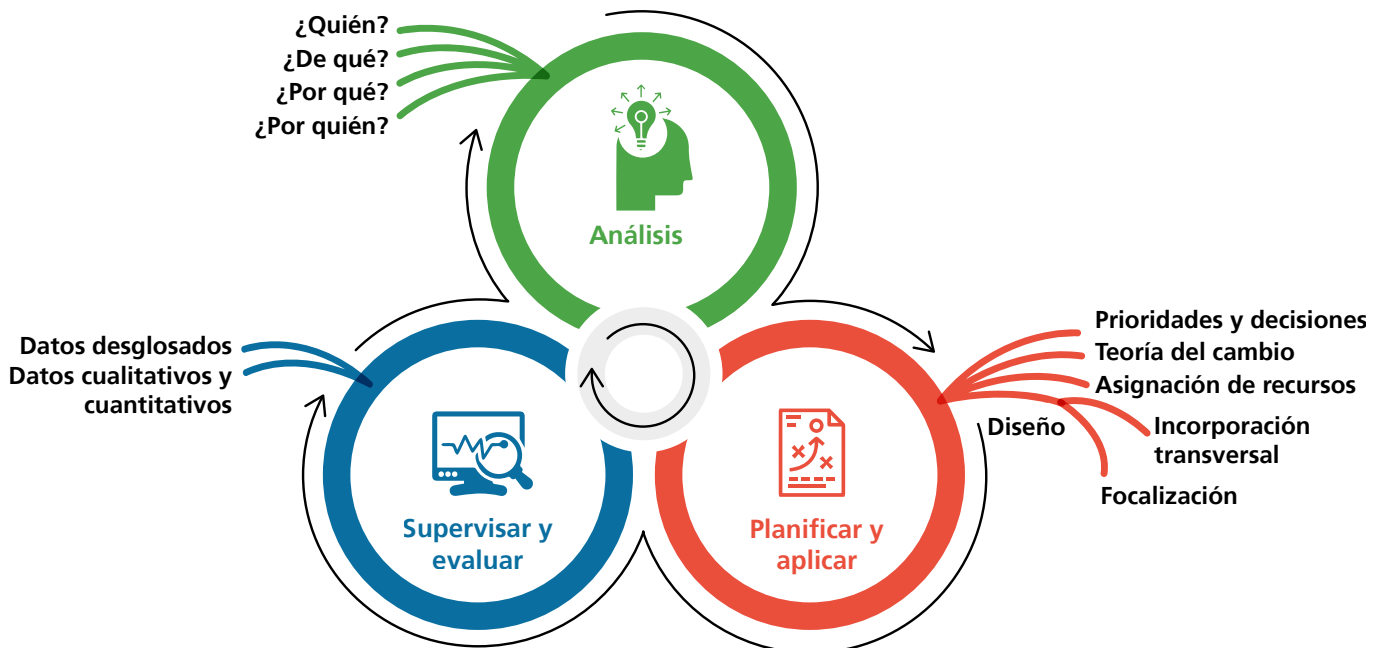 ¿Quién?
¿De qué?
¿Por qué?
¿Por quién?
Análisis
Datos desglosados
Datos cualitativos y
cuantitativos
Supervisar y
evaluar
Planificar y
aplicar
Prioridades y decisiones
Teoría del cambio
Asignación de recursos
Diseño
Incorporación
transversal
Focalización